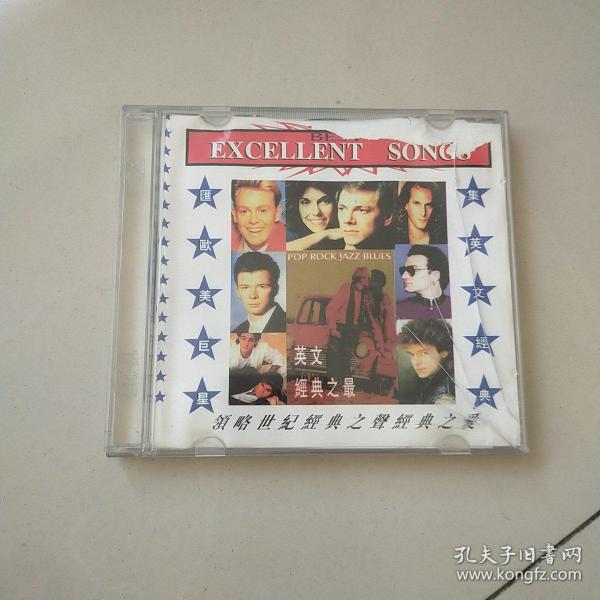 BE
EXCELLENT SONGS
匯歐美巨星
集英文經典
POP ROCK JAZZ BLUES
英文
經典之最
領略世紀經典之聲經典之愛
孔夫子旧书网
www.kongfz.com